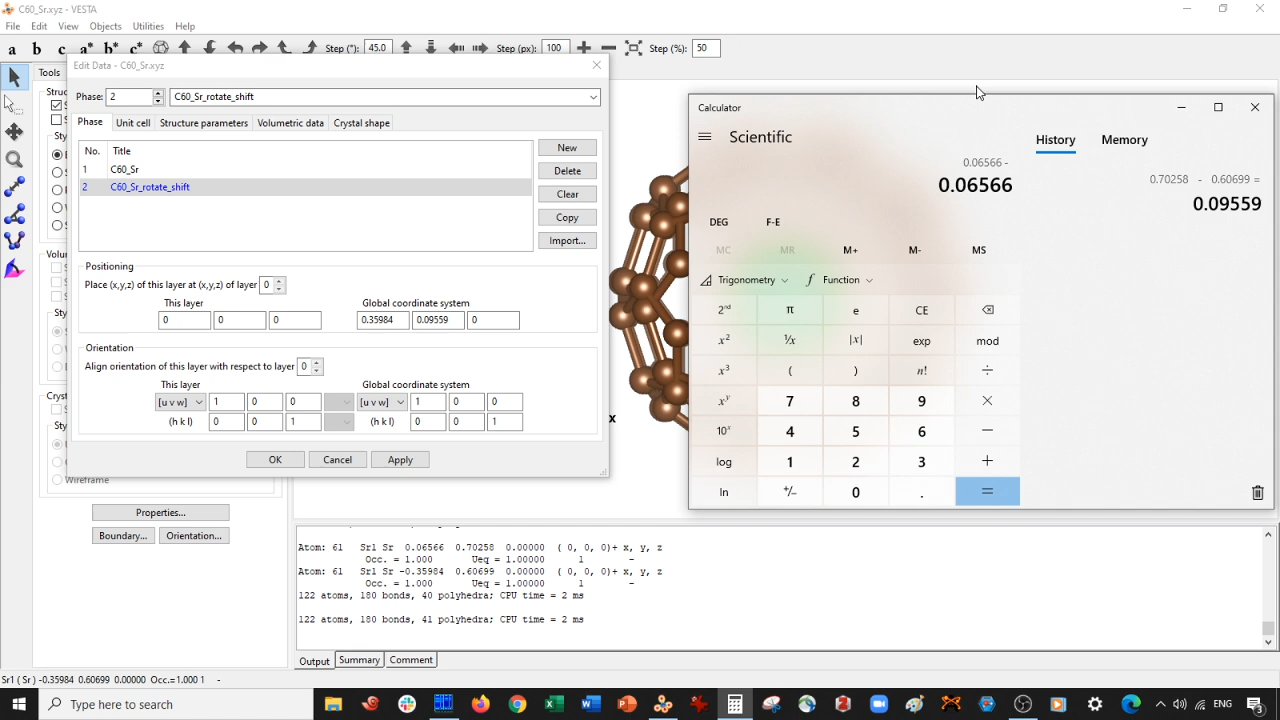 C60_Sr.xyz - VESTA
File Edit View Objects Utilities Help
a b c a* b* c* Step (°): 45.0 Step (px): 100 Step (%): 50
Tools
Edit Data - C60_Sr.xyz
Phase: 2 C60_Sr_rotate_shift
Phase Unit cell Structure parameters Volumetric data Crystal shape
No. Title
1 C60_Sr
2 C60_Sr_rotate_shift
New
Delete
Clear
Copy
Import...
Positioning
Place (x,y,z) of this layer at (x,y,z) of layer 0
This layer Global coordinate system
0 0 0 0.35984 0.09559 0
Orientation
Align orientation of this layer with respect to layer 0
This layer Global coordinate system
[u v w] 1 0 0 [u v w] 1 0 0
(h k l) 0 0 1 (h k l) 0 0 1
OK Cancel Apply
Wireframe
Properties...
Boundary... Orientation...
x
Calculator
Scientific
0.06566 -
0.06566
DEG F-E
MC MR M+ M- MS
Trigonometry f Function
2ⁿᵈ π e CE
x² ¹/x |x| exp mod
x³ ( ) n! ÷
xʸ 7 8 9 ×
10ˣ 4 5 6 −
log 1 2 3 +
ln +/− 0 . =
History Memory
0.70258 - 0.60699 =
0.09559
Atom: 61 Sr1 Sr 0.06566 0.70258 0.00000 ( 0, 0, 0)+ x, y, z
Occ. = 1.000 Ueq = 1.00000 1 -
Atom: 61 Sr1 Sr -0.35984 0.60699 0.00000 ( 0, 0, 0)+ x, y, z
Occ. = 1.000 Ueq = 1.00000 1 -
122 atoms, 180 bonds, 40 polyhedra; CPU time = 2 ms
122 atoms, 180 bonds, 41 polyhedra; CPU time = 2 ms
Output Summary Comment
Sr1 ( Sr ) -0.35984 0.60699 0.00000 Occ.=1.000 1 -
Type here to search
ENG
3